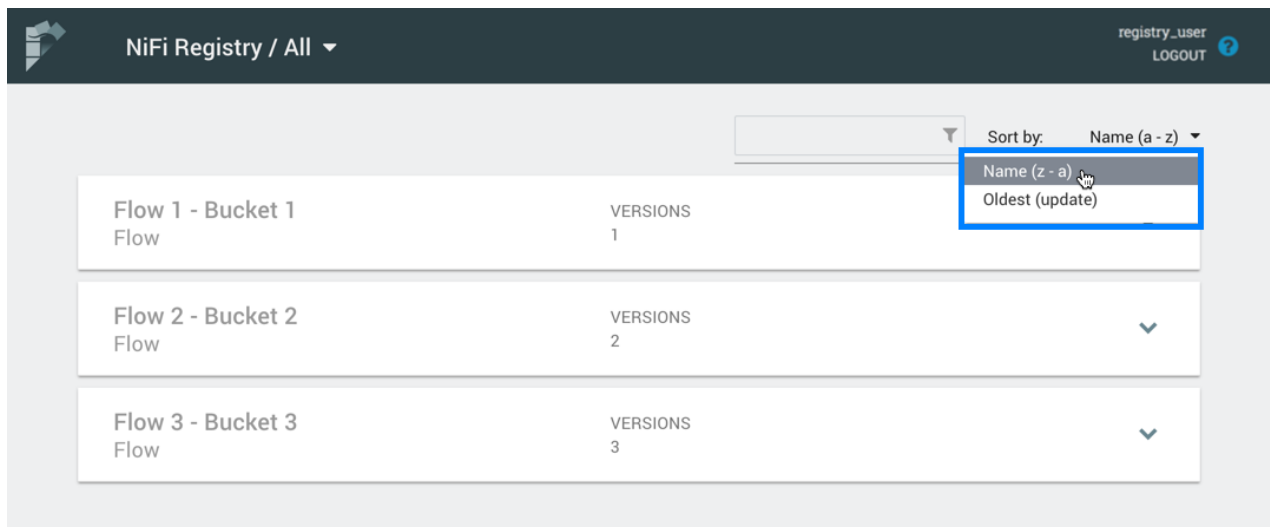 NiFi Registry / All
registry_user
LOGOUT
?
Sort by: Name (a - z)
Name (z - a)
Oldest (update)
Flow 1 - Bucket 1
Flow
VERSIONS
1
Flow 2 - Bucket 2
Flow
VERSIONS
2
Flow 3 - Bucket 3
Flow
VERSIONS
3